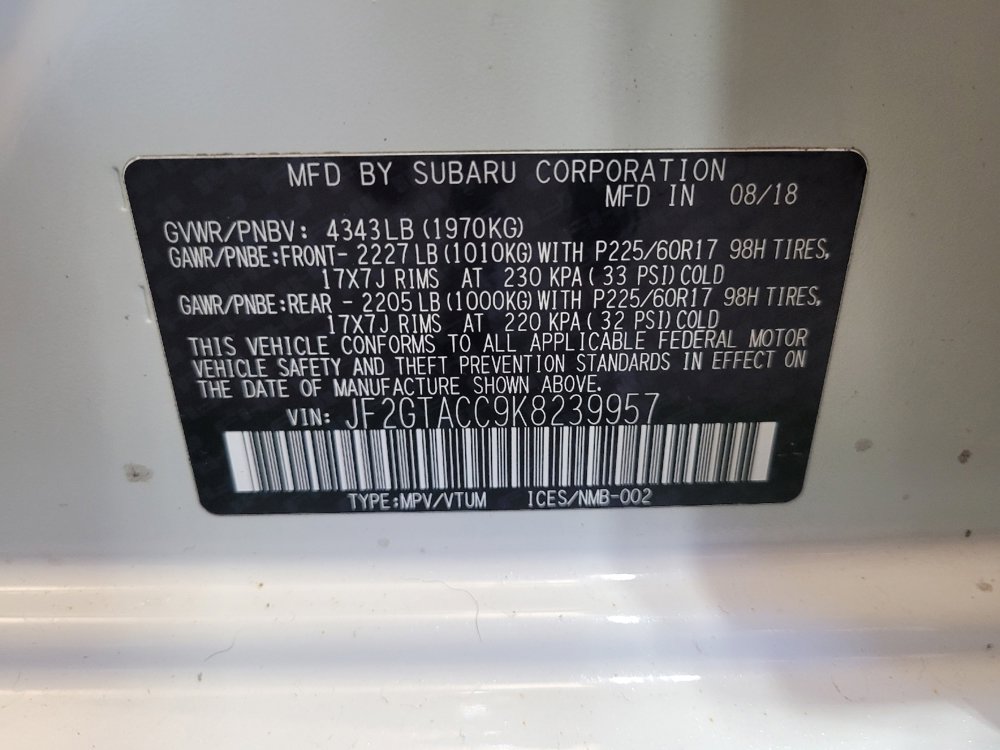 MFD BY SUBARU CORPORATION
MFD IN 08/18
GVWR/PNBV: 4343LB (1970KG)
GAWR/PNBE:FRONT- 2227 LB (1010KG) WITH P225/60R17 98H TIRES,
17X7J RIMS AT 230 KPA ( 33 PSI) COLD
GAWR/PNBE:REAR - 2205 LB (1000KG) WITH P225/60R17 98H TIRES,
17X7J RIMS AT 220 KPA ( 32 PSI) COLD
THIS VEHICLE CONFORMS TO ALL APPLICABLE FEDERAL MOTOR
VEHICLE SAFETY AND THEFT PREVENTION STANDARDS IN EFFECT ON
THE DATE OF MANUFACTURE SHOWN ABOVE.
VIN: JF2GTACC9K8239957
TYPE:MPV/VTUM ICES/NMB-002